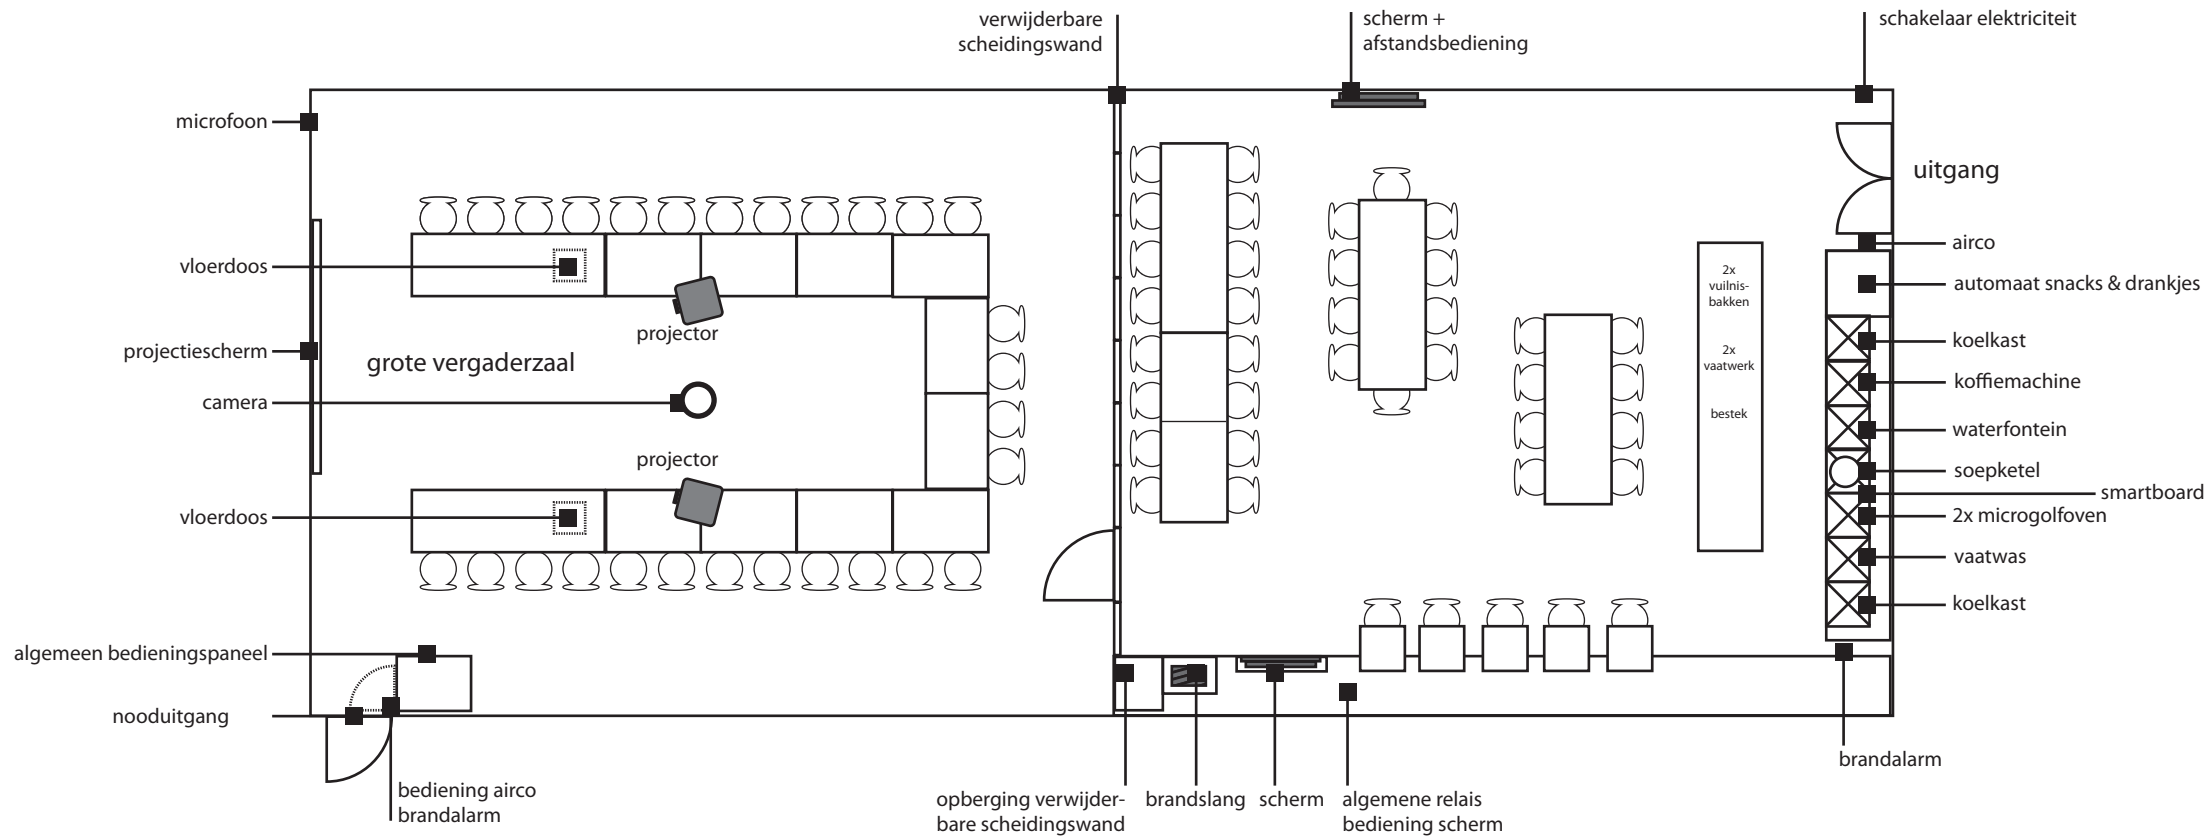 verwijderbare
scheidingswand
scherm +
afstandsbediening
schakelaar elektriciteit
microfoon
uitgang
vloerdoos
airco
2x
vuilnis-
bakken
automaat snacks & drankjes
projector
projectiescherm
grote vergaderzaal
koelkast
2x
vaatwerk
koffiemachine
camera
bestek
waterfontein
projector
soepketel
smartboard
vloerdoos
2x microgolfoven
vaatwas
koelkast
algemeen bedieningspaneel
nooduitgang
brandalarm
bediening airco
brandalarm
opberging verwijder-
bare scheidingswand
brandslang
scherm
algemene relais
bediening scherm